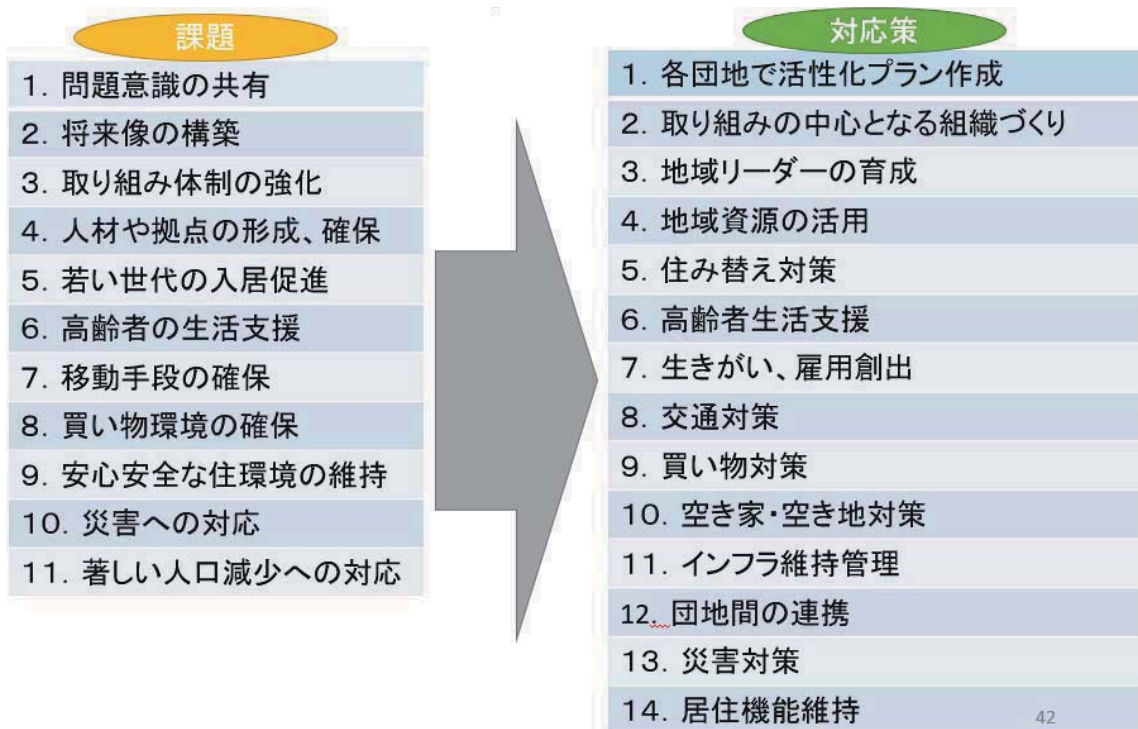 課題
1. 問題意識の共有
2. 将来像の構築
3. 取り組み体制の強化
4. 人材や拠点の形成、確保
5. 若い世代の入居促進
6. 高齢者の生活支援
7. 移動手段の確保
8. 買い物環境の確保
9. 安心安全な住環境の維持
10. 災害への対応
11. 著しい人口減少への対応
対応策
1. 各団地で活性化プラン作成
2. 取り組みの中心となる組織づくり
3. 地域リーダーの育成
4. 地域資源の活用
5. 住み替え対策
6. 高齢者生活支援
7. 生きがい、雇用創出
8. 交通対策
9. 買い物対策
10. 空き家・空き地対策
11. インフラ維持管理
12. 団地間の連携
13. 災害対策
14. 居住機能維持
42